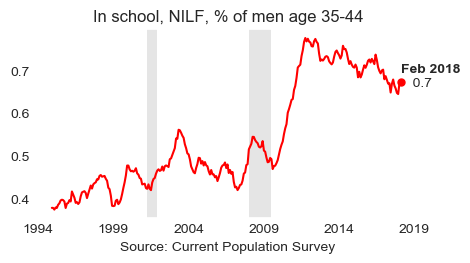 In school, NILF, % of men age 35-44
0.7
0.6
0.5
0.4
Feb 2018
0.7
1994 1999 2004 2009 2014 2019
Source: Current Population Survey